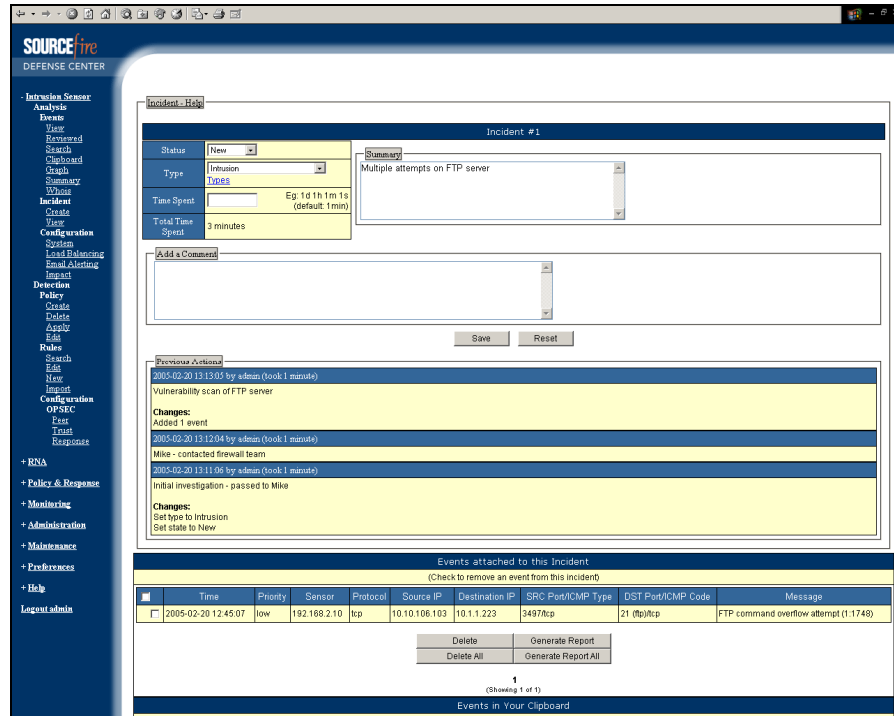 SOURCEfire
DEFENSE CENTER
- Intrusion Sensor
Analysis
Events
View
Reviewed
Search
Clipboard
Graph
Summary
Whois
Incident
Create
View
Configuration
System
Load Balancing
Email Alerting
Impact
Detection
Policy
Create
Delete
Apply
Edit
Rules
Search
Edit
New
Import
Configuration
OPSEC
Peer
Trust
Response
+ RNA
+ Policy & Response
+ Monitoring
+ Administration
+ Maintenance
+ Preferences
+ Help
Logout admin
Incident - Help
Incident #1
Status New
Type Intrusion
Types
Time Spent Eg: 1d 1h 1m 1s
(default: 1min)
Total Time Spent 3 minutes
Summary
Multiple attempts on FTP server
Add a Comment
Save Reset
Previous Actions
2005-02-20 13:13:05 by admin (took 1 minute)
Vulnerability scan of FTP server
Changes:
Added 1 event
2005-02-20 13:12:04 by admin (took 1 minute)
Mike - contacted firewall team
2005-02-20 13:11:06 by admin (took 1 minute)
Initial investigation - passed to Mike
Changes:
Set type to Intrusion
Set state to New
Events attached to this Incident
(Check to remove an event from this incident)
Time Priority Sensor Protocol Source IP Destination IP SRC Port/ICMP Type DST Port/ICMP Code Message
2005-02-20 12:45:07 low 192.168.2.10 tcp 10.10.106.103 10.1.1.223 3497/tcp 21 (ftp)/tcp FTP command overflow attempt (1:1748)
Delete Generate Report
Delete All Generate Report All
1
(Showing 1 of 1)
Events in Your Clipboard